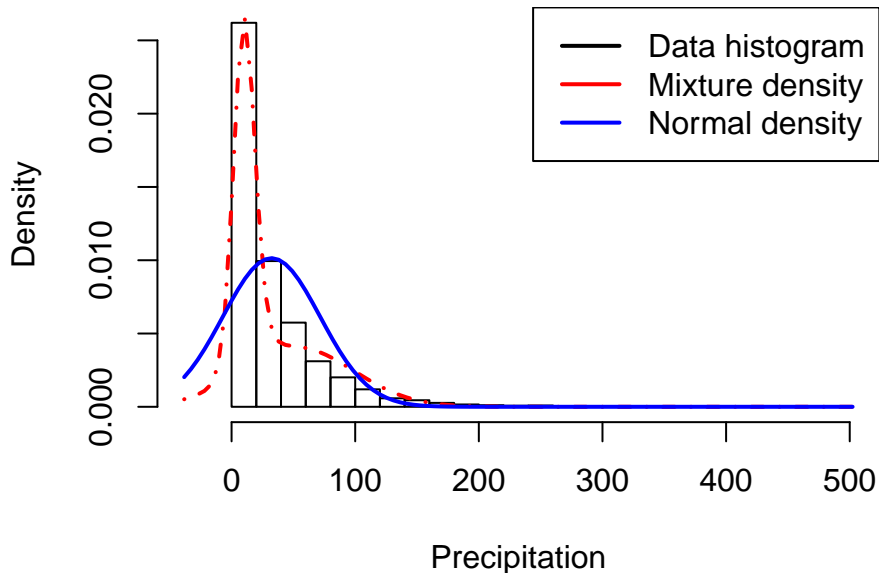 Data histogram
Mixture density
Normal density
Density
0.020
0.010
0.000
0
100
200
300
400
500
Precipitation